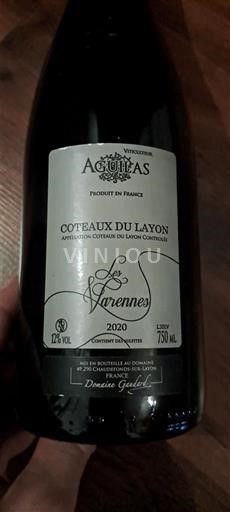 VITICULTEUR
AGUILAS
PRODUIT EN FRANCE
COTEAUX DU LAYON
APPELLATION COTEAUX DU LAYON CONTROLÉE
VINIOU
Les
Varennes
2020
12% VOL
CONTIENT DES SULFITES
750 ML
MIS EN BOUTEILLE AU DOMAINE
49 290 CHAUDEFONDS-SUR-LAYON
FRANCE
Domaine Gaudard